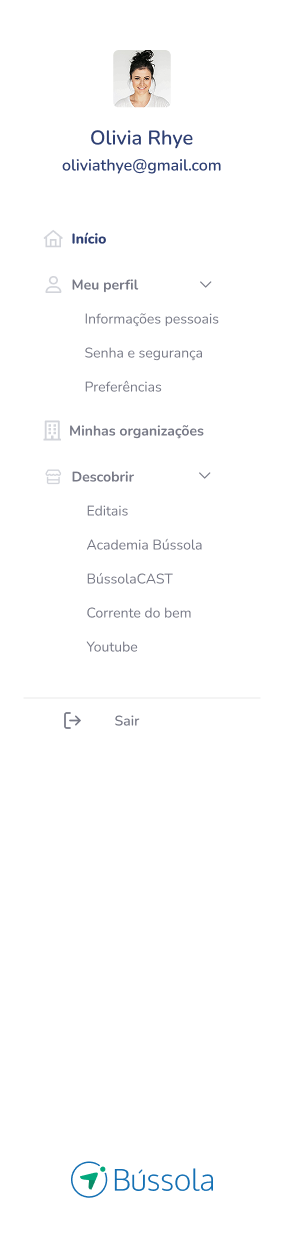 Olivia Rhye
oliviathye@gmail.com
Início
Meu perfil
Informações pessoais
Senha e segurança
Preferências
Minhas organizações
Descobrir
Editais
Academia Bússola
BússolaCAST
Corrente do bem
Youtube
Sair
Bússola